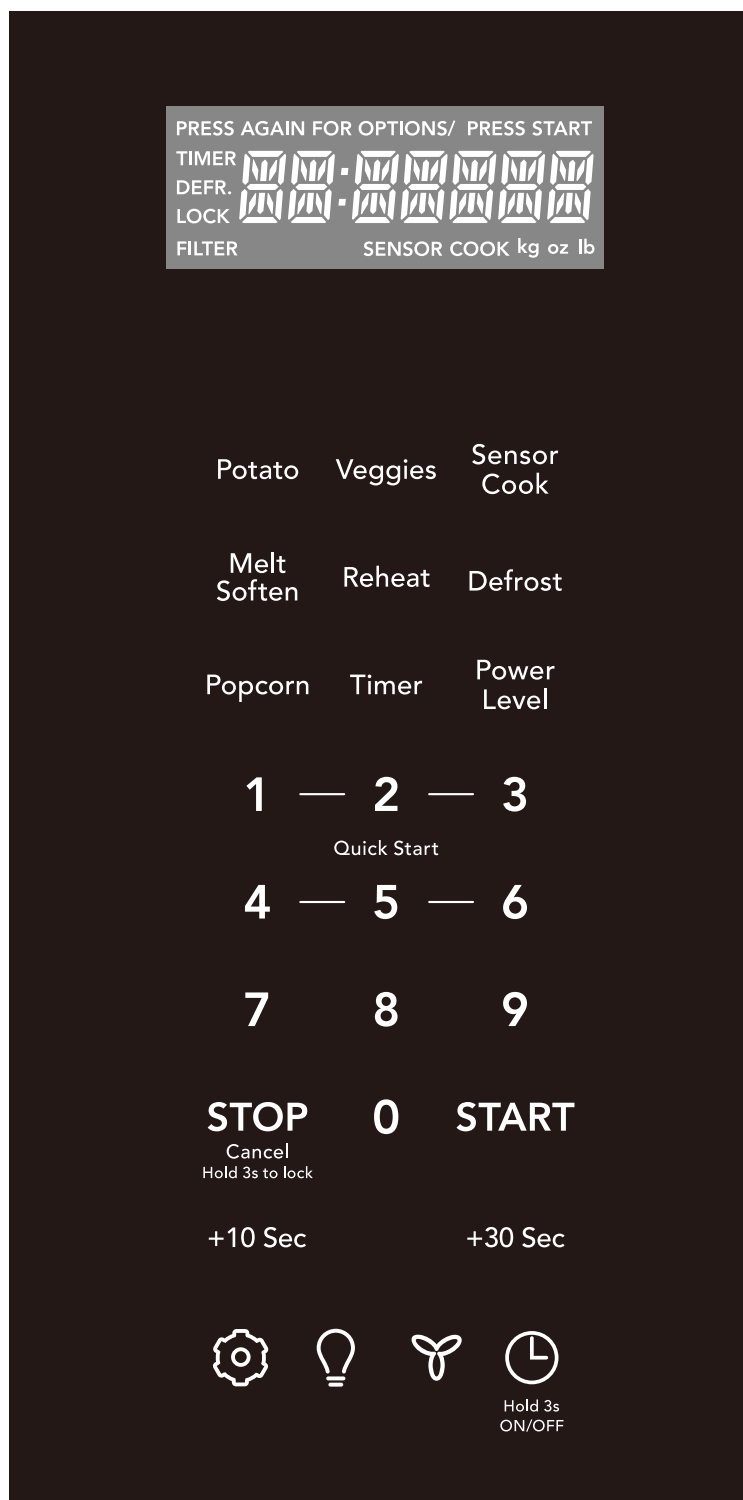 PRESS AGAIN FOR OPTIONS/ PRESS START
TIMER
DEFR.
LOCK
FILTER SENSOR COOK kg oz lb
Potato Veggies Sensor
Cook
Melt
Soften Reheat Defrost
Popcorn Timer Power
Level
1 — 2 — 3
Quick Start
4 — 5 — 6
7 8 9
STOP 0 START
Cancel
Hold 3s to lock
+10 Sec +30 Sec
Hold 3s
ON/OFF